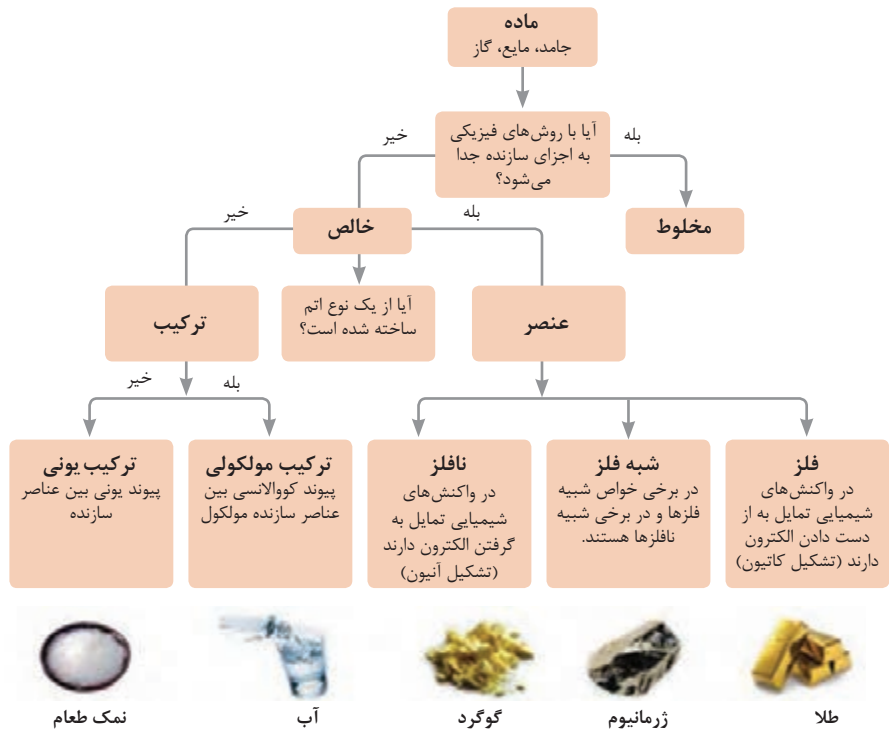 ماده
جامد، مایع، گاز
آیا با روش‌های فیزیکی
به اجزای سازنده جدا
می‌شود؟
بله
خیر
مخلوط
خالص
بله
خیر
آیا از یک نوع اتم
ساخته شده است؟
عنصر
ترکیب
بله
خیر
فلز
در واکنش‌های
شیمیایی تمایل به از
دست دادن الکترون
دارند (تشکیل کاتیون)
شبه فلز
در برخی خواص شبیه
فلزها و در برخی شبیه
نافلزها هستند.
نافلز
در واکنش‌های
شیمیایی تمایل به
گرفتن الکترون دارند
(تشکیل آنیون)
ترکیب مولکولی
پیوند کووالانسی بین
عناصر سازنده مولکول
ترکیب یونی
پیوند یونی بین عناصر
سازنده
طلا
ژرمانیوم
گوگرد
آب
نمک طعام